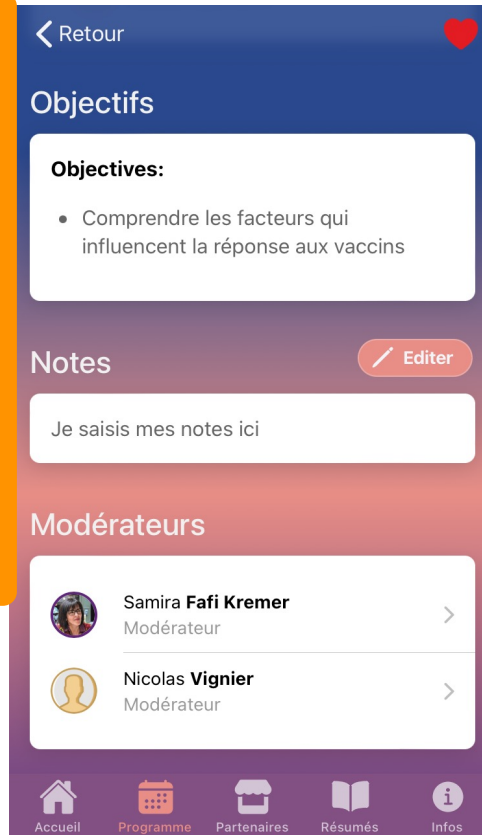 Retour
Objectifs
Objectives:
• Comprendre les facteurs qui
influencent la réponse aux vaccins
Notes
Editer
Je saisis mes notes ici
Modérateurs
Samira Fafi Kremer
Modérateur
Nicolas Vignier
Modérateur
Accueil Programme Partenaires Résumés Infos